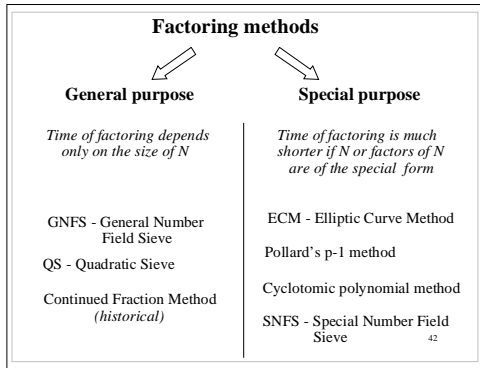 Factoring methods
General purpose
Time of factoring depends
only on the size of N
GNFS - General Number
Field Sieve
QS - Quadratic Sieve
Continued Fraction Method
(historical)
Special purpose
Time of factoring is much
shorter if N or factors of N
are of the special form
ECM - Elliptic Curve Method
Pollard's p-1 method
Cyclotomic polynomial method
SNFS - Special Number Field
Sieve
42